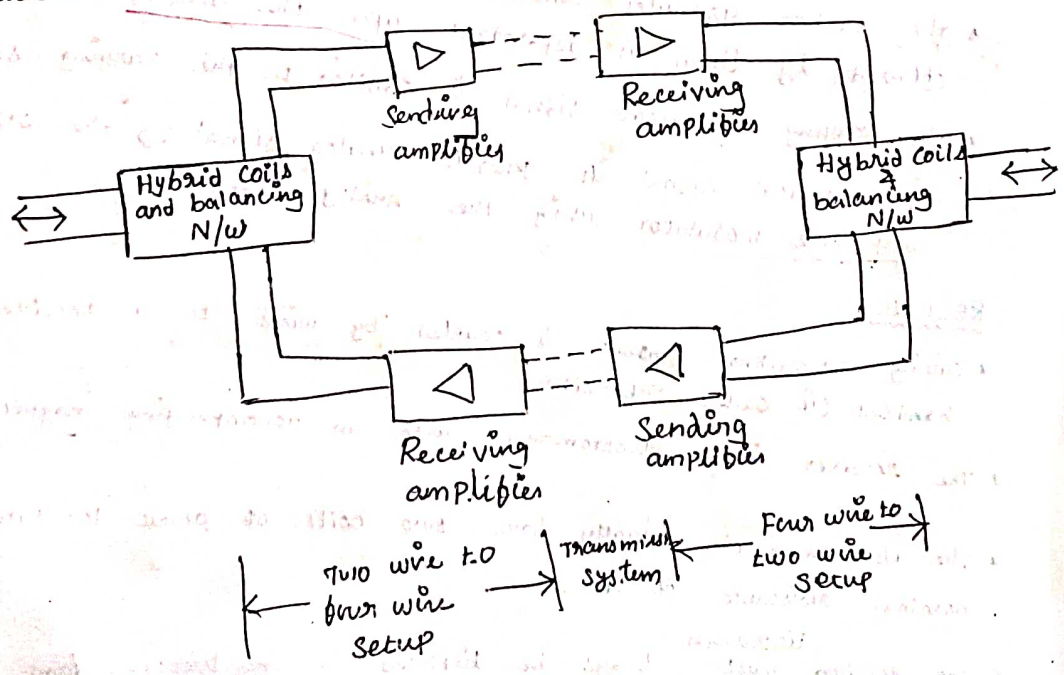 Sending
amplifier
Receiving
amplifier
Hybrid coils
and balancing
N/W
Hybrid coils
&
balancing
N/W
Receiving
amplifier
Sending
amplifier
Two wire to
four wire
setup
system
Four wire to
two wire
setup